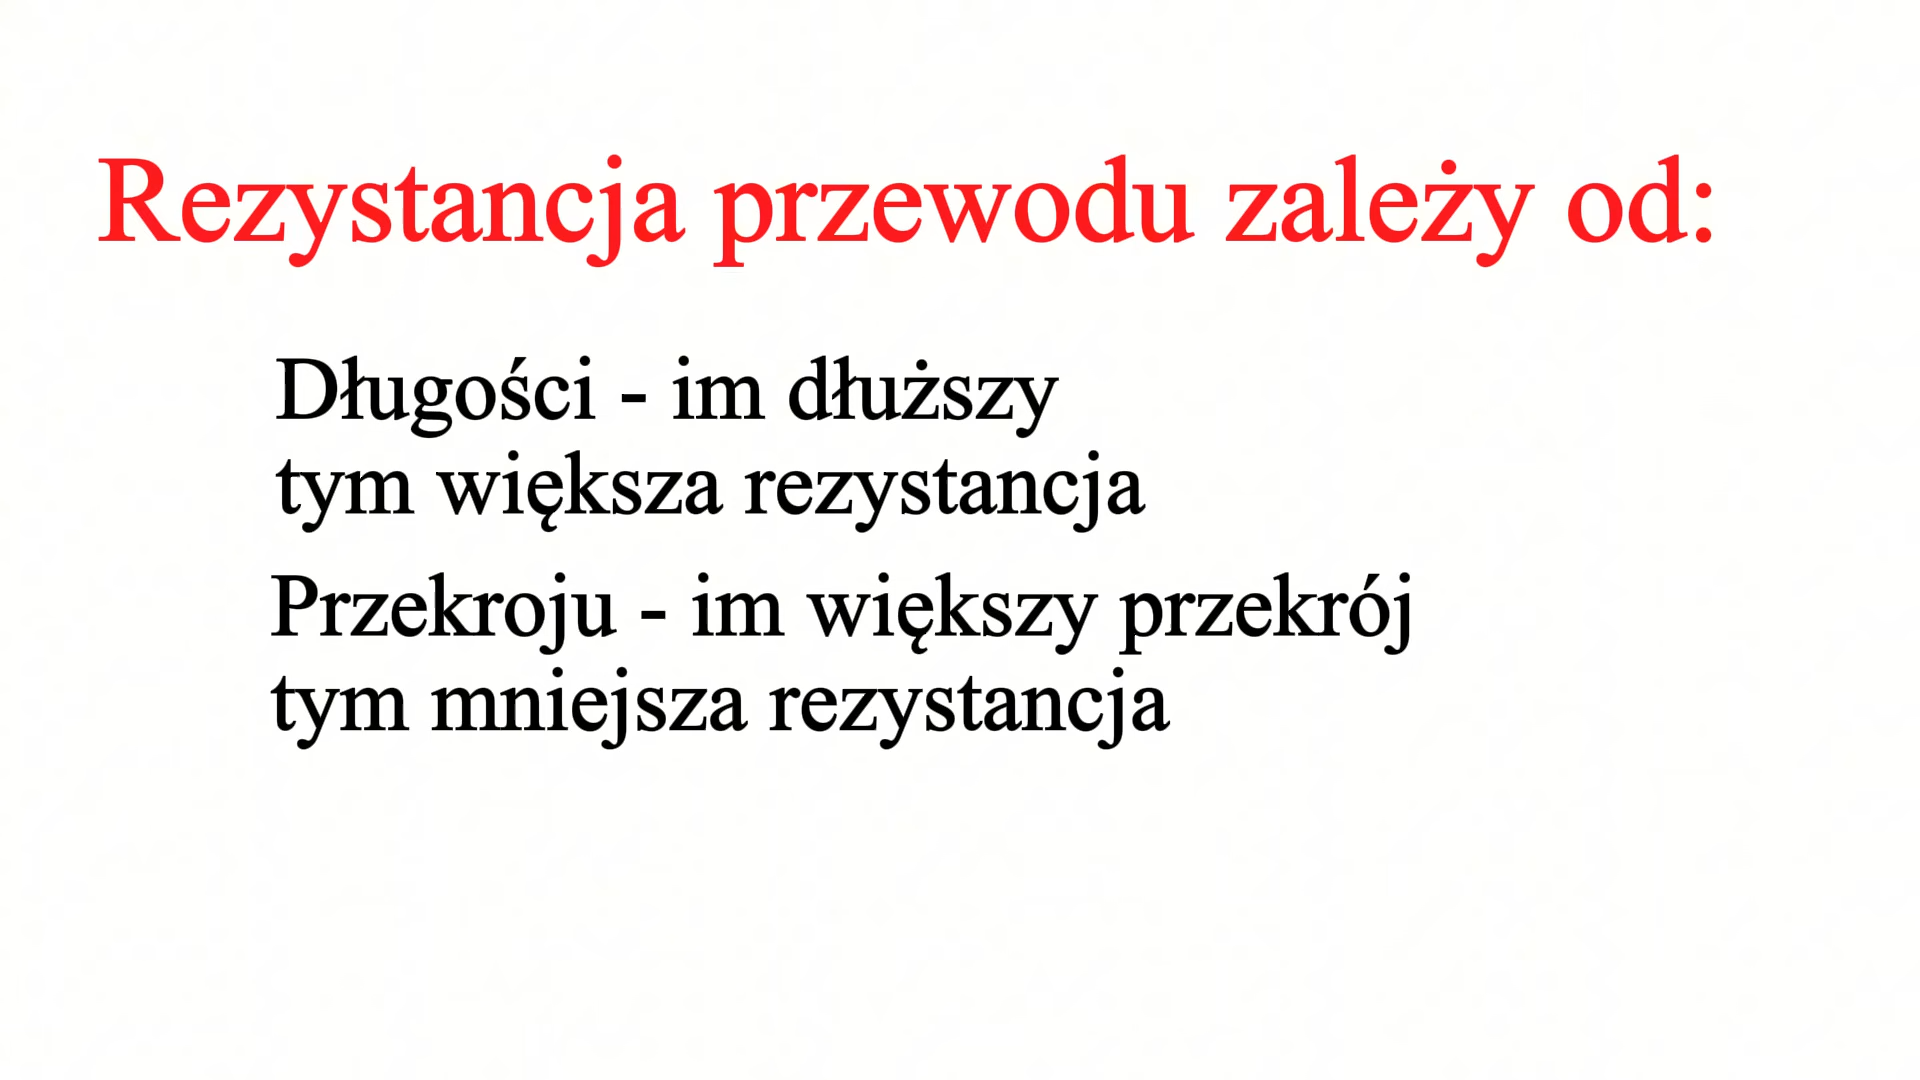 Rezystancja przewodu zależy od:
Długości - im dłuższy
tym większa rezystancja
Przekroju - im większy przekrój
tym mniejsza rezystancja